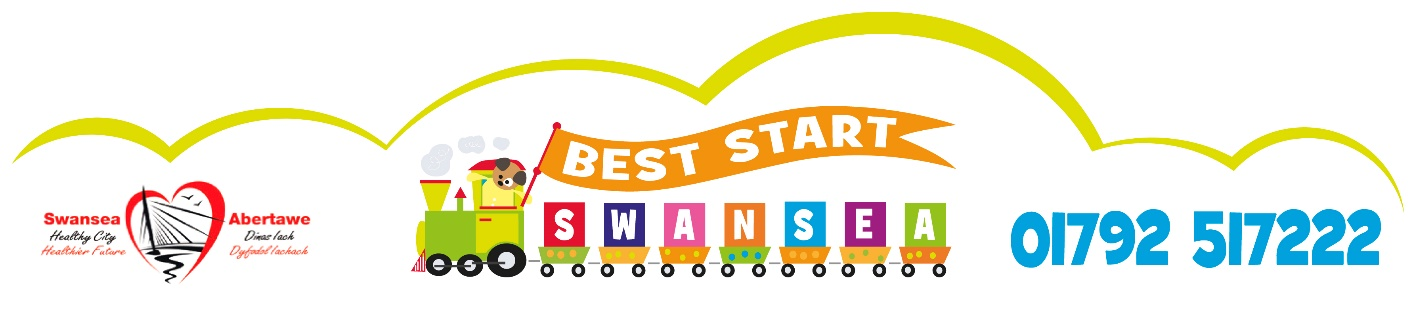 Swansea
Healthy City
Healthier Future
Abertawe
Dinas Iach
Dyfodol Iachach
BEST START
SWANSEA
01792 517222